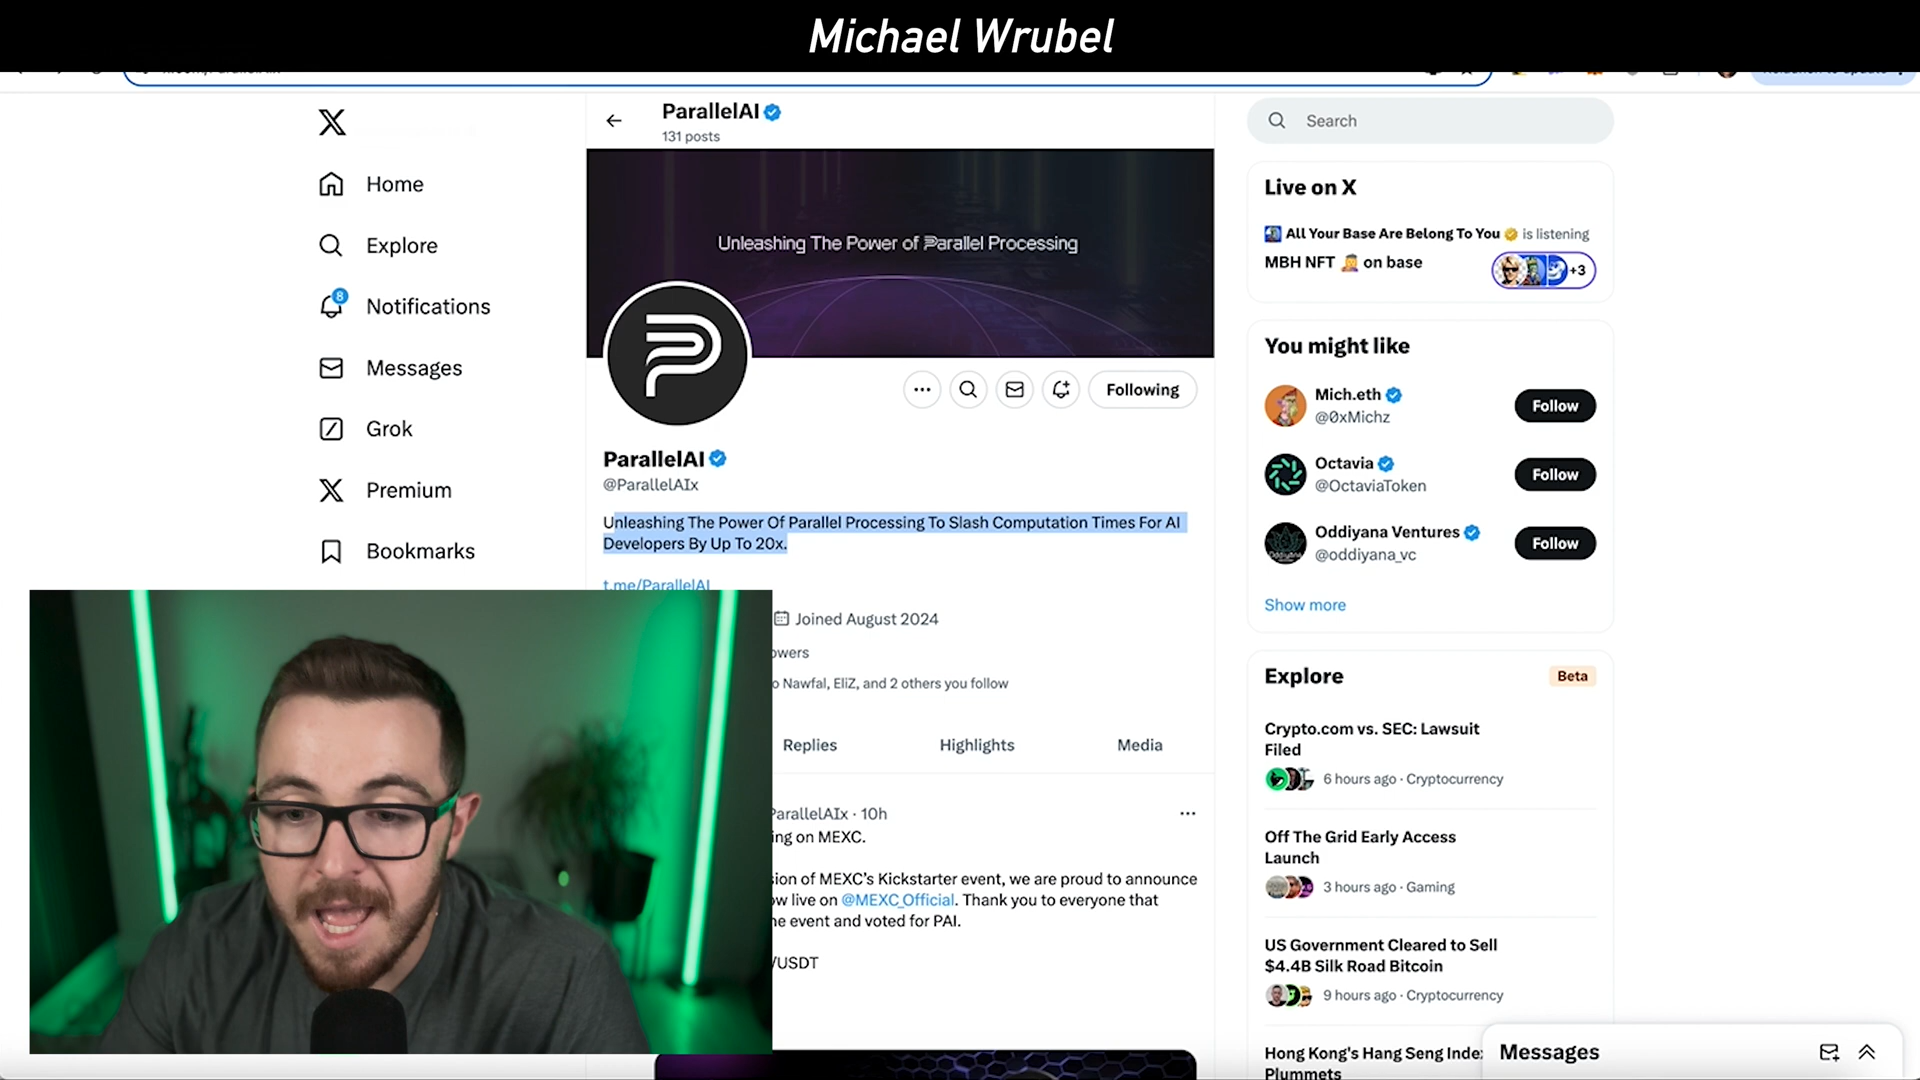 Michael Wrubel
ParallelAI
131 posts
Search
Home
Explore
8
Notifications
Messages
Grok
Premium
Bookmarks
Unleashing The Power of Parallel Processing
Following
ParallelAI
@ParallelAIx
Unleashing The Power Of Parallel Processing To Slash Computation Times For AI
Developers By Up To 20x.
t.me/ParallelAI
Joined August 2024
Nawfal, EliZ, and 2 others you follow
Replies
Highlights
Media
ParallelAIx · 10h
on MEXC.
of MEXC's Kickstarter event, we are proud to announce
live on @MEXC_Official. Thank you to everyone that
event and voted for PAI.
/USDT
Live on X
All Your Base Are Belong To You is listening
MBH NFT on base
+3
You might like
Mich.eth
@0xMichz
Follow
Octavia
@OctaviaToken
Follow
Oddiyana Ventures
@oddiyana_vc
Follow
Show more
Explore
Beta
Crypto.com vs. SEC: Lawsuit
Filed
6 hours ago · Cryptocurrency
Off The Grid Early Access
Launch
3 hours ago · Gaming
US Government Cleared to Sell
$4.4B Silk Road Bitcoin
9 hours ago · Cryptocurrency
Hong Kong's Hang Seng
Plummets
Messages